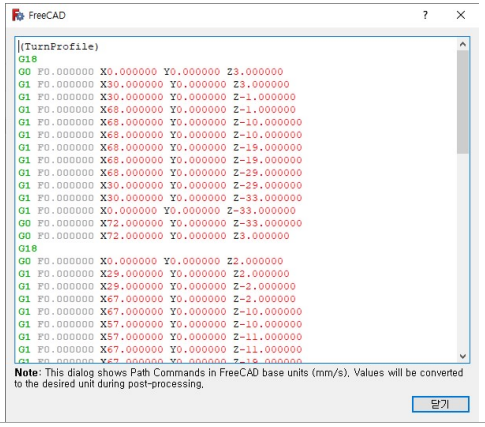 FreeCAD
? ×
(TurnProfile)
G18
G0 F0.000000 X0.000000 Y0.000000 Z3.000000
G1 F0.000000 X30.000000 Y0.000000 Z3.000000
G1 F0.000000 X30.000000 Y0.000000 Z-1.000000
G1 F0.000000 X68.000000 Y0.000000 Z-1.000000
G1 F0.000000 X68.000000 Y0.000000 Z-10.000000
G1 F0.000000 X68.000000 Y0.000000 Z-10.000000
G1 F0.000000 X68.000000 Y0.000000 Z-19.000000
G1 F0.000000 X68.000000 Y0.000000 Z-19.000000
G1 F0.000000 X68.000000 Y0.000000 Z-29.000000
G1 F0.000000 X30.000000 Y0.000000 Z-29.000000
G1 F0.000000 X30.000000 Y0.000000 Z-33.000000
G1 F0.000000 X0.000000 Y0.000000 Z-33.000000
G0 F0.000000 X72.000000 Y0.000000 Z-33.000000
G0 F0.000000 X72.000000 Y0.000000 Z3.000000
G18
G0 F0.000000 X0.000000 Y0.000000 Z2.000000
G1 F0.000000 X29.000000 Y0.000000 Z2.000000
G1 F0.000000 X29.000000 Y0.000000 Z-2.000000
G1 F0.000000 X67.000000 Y0.000000 Z-2.000000
G1 F0.000000 X67.000000 Y0.000000 Z-10.000000
G1 F0.000000 X57.000000 Y0.000000 Z-10.000000
G1 F0.000000 X57.000000 Y0.000000 Z-11.000000
G1 F0.000000 X67.000000 Y0.000000 Z-11.000000
G1 F0.000000 X67.000000 Y0.000000 Z-19.000000
Note: This dialog shows Path Commands in FreeCAD base units (mm/s), Values will be converted
to the desired unit during post-processing,
닫기